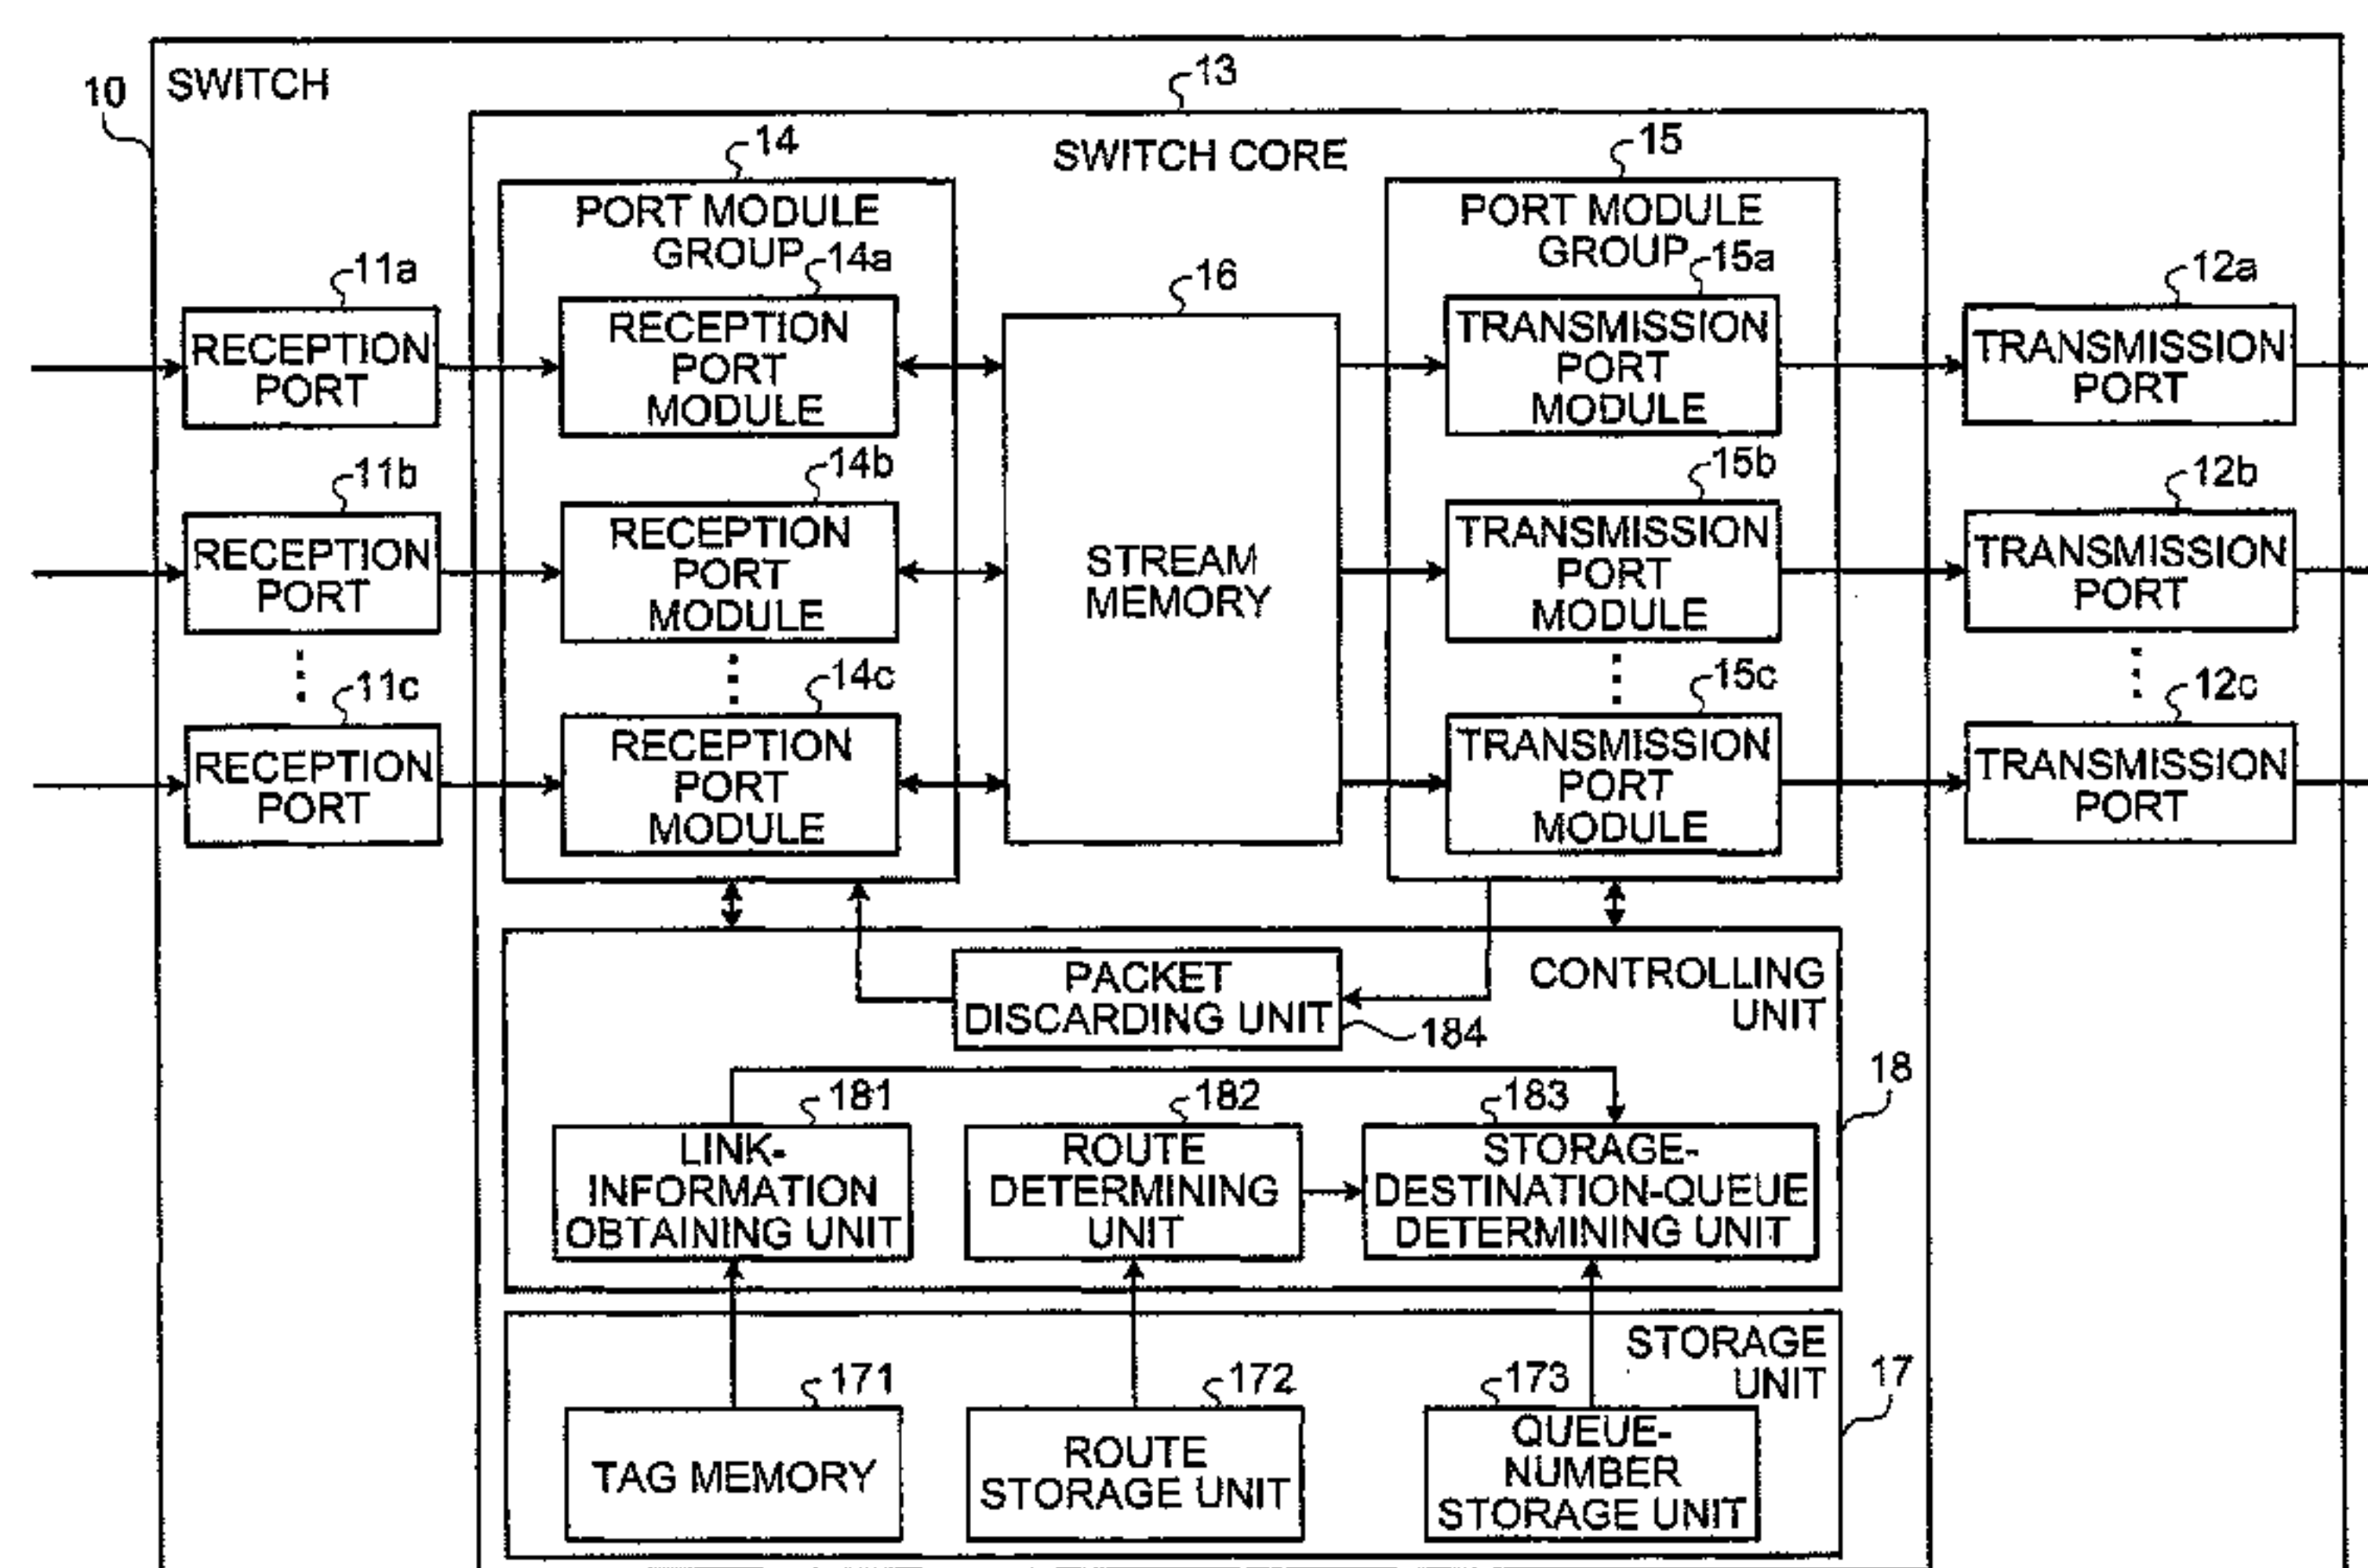 10
SWITCH
13
SWITCH CORE
14
PORT MODULE
GROUP
15
PORT MODULE
GROUP
11a
RECEPTION
PORT
14a
RECEPTION
PORT
MODULE
16
STREAM
MEMORY
15a
TRANSMISSION
PORT
MODULE
12a
TRANSMISSION
PORT
11b
RECEPTION
PORT
14b
RECEPTION
PORT
MODULE
15b
TRANSMISSION
PORT
MODULE
12b
TRANSMISSION
PORT
11c
RECEPTION
PORT
14c
RECEPTION
PORT
MODULE
15c
TRANSMISSION
PORT
MODULE
12c
TRANSMISSION
PORT
PACKET
DISCARDING UNIT
184
CONTROLLING
UNIT
18
181
LINK-
INFORMATION
OBTAINING UNIT
182
ROUTE
DETERMINING
UNIT
183
STORAGE-
DESTINATION-QUEUE
DETERMINING UNIT
STORAGE
UNIT
17
171
TAG MEMORY
172
ROUTE
STORAGE UNIT
173
QUEUE-
NUMBER
STORAGE UNIT